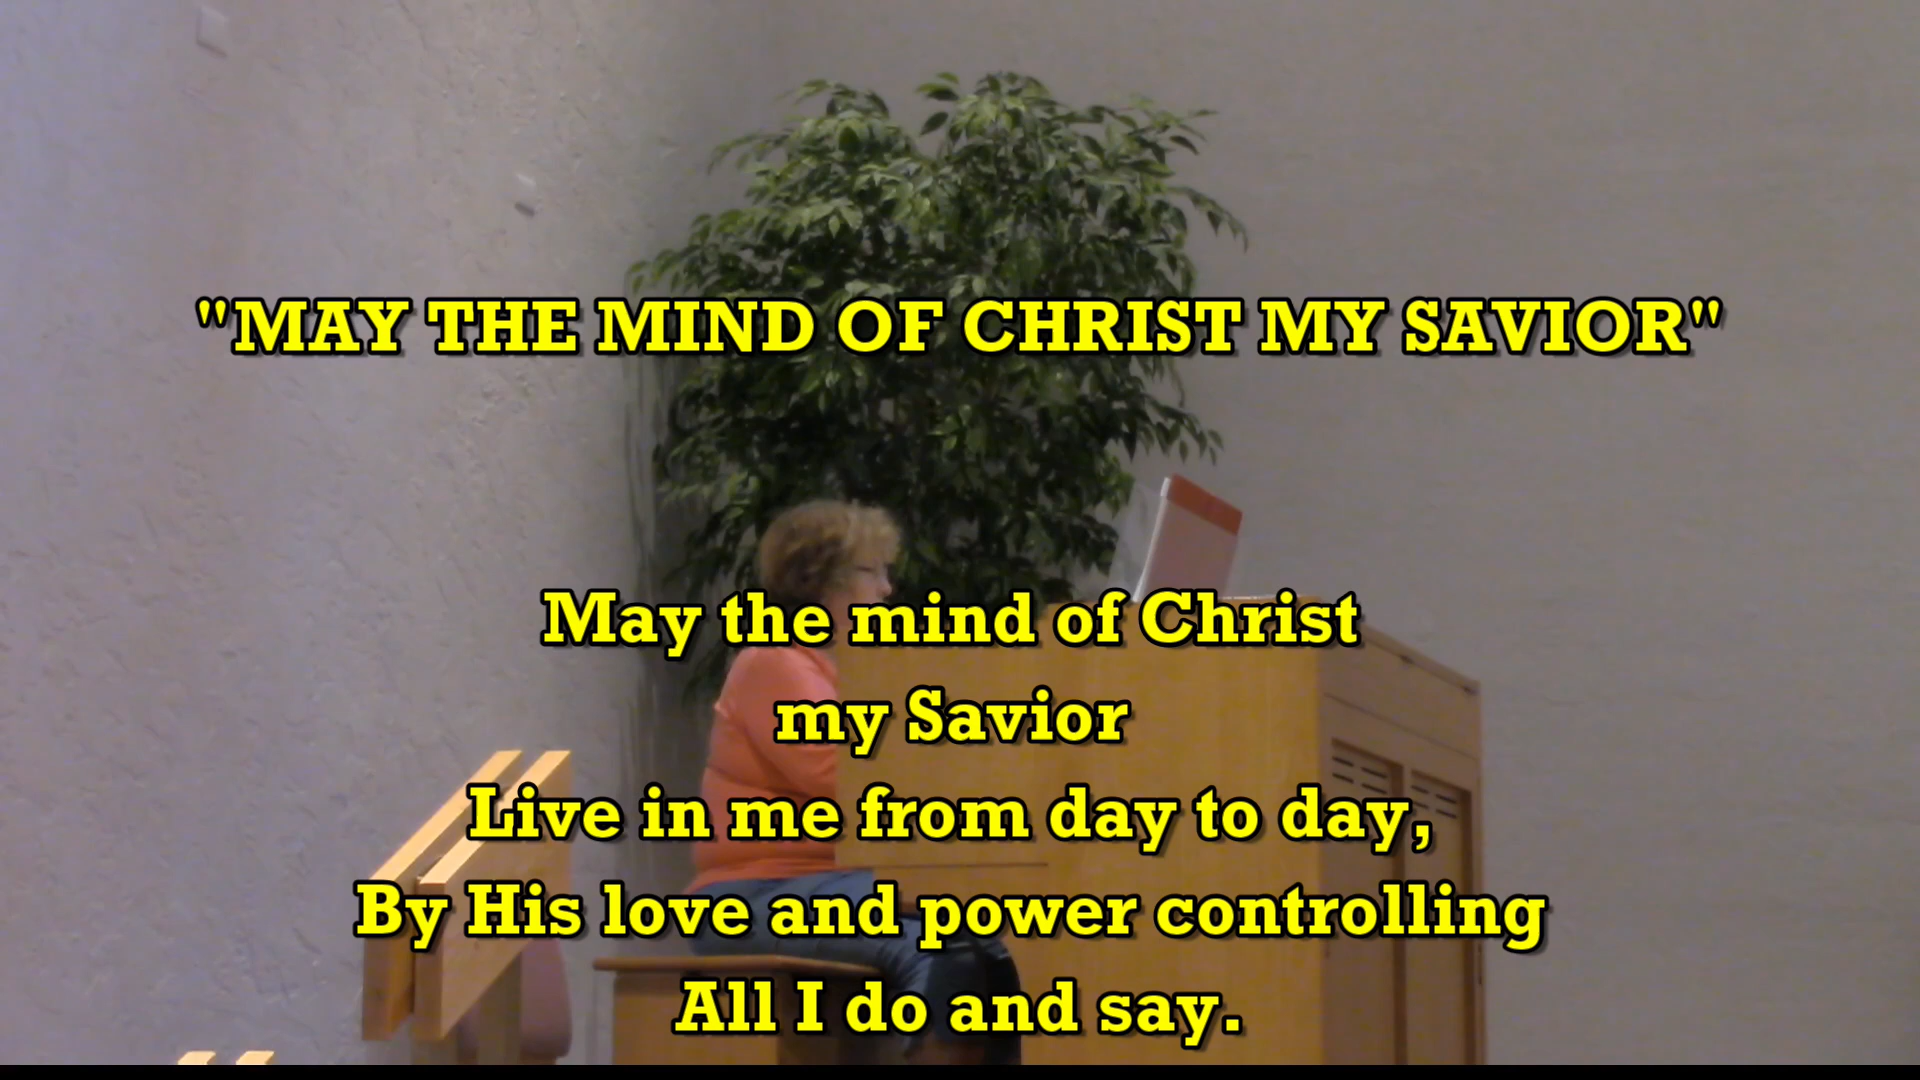 "MAY THE MIND OF CHRIST MY SAVIOR"
May the mind of Christ
my Savior
Live in me from day to day,
By His love and power controlling
All I do and say.